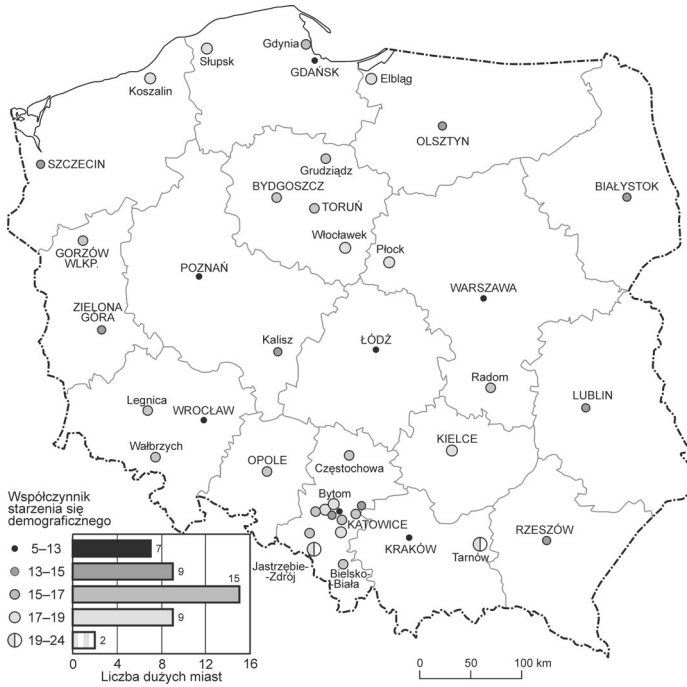 Gdynia
Słupsk
GDAŃSK
Koszalin
Elbląg
OLSZTYN
SZCZECIN
Grudziądz
BYDGOSZCZ
TORUŃ
BIAŁYSTOK
Włocławek
Płock
GORZÓW
WLKP.
POZNAŃ
WARSZAWA
ZIELONA
GÓRA
Kalisz
ŁÓDŹ
Radom
LUBLIN
Legnica
WROCŁAW
KIELCE
Wałbrzych
OPOLE
Częstochowa
Bytom
KATOWICE
KRAKÓW
Tarnów
RZESZÓW
Jastrzębie-
-Zdrój
Bielsko-
-Biała
Współczynnik
starzenia się
demograficznego
5–13
7
13–15
9
15–17
15
17–19
9
19–24
2
0 4 8 12 16
Liczba dużych miast
0 50 100 km